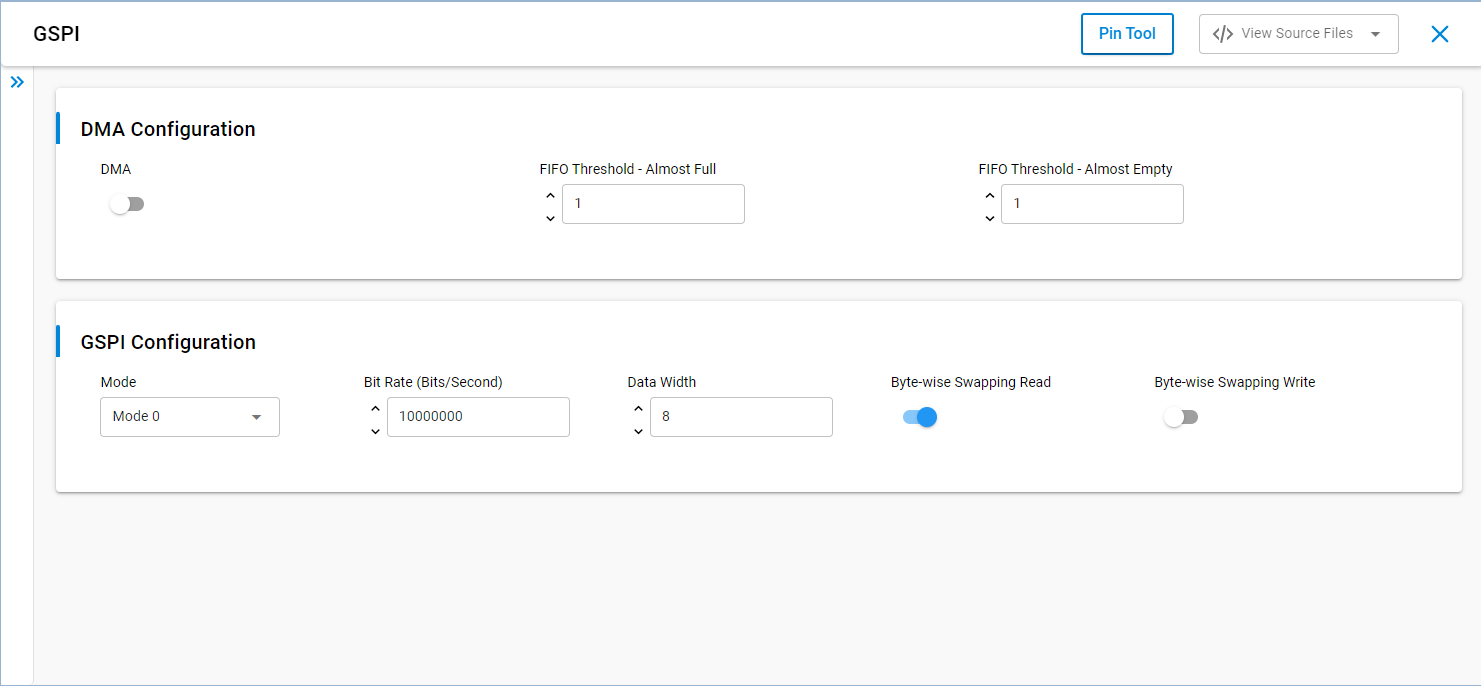 GSPI
Pin Tool
</> View Source Files
DMA Configuration
DMA
FIFO Threshold - Almost Full
FIFO Threshold - Almost Empty
1
1
GSPI Configuration
Mode
Bit Rate (Bits/Second)
Data Width
Byte-wise Swapping Read
Byte-wise Swapping Write
Mode 0
10000000
8